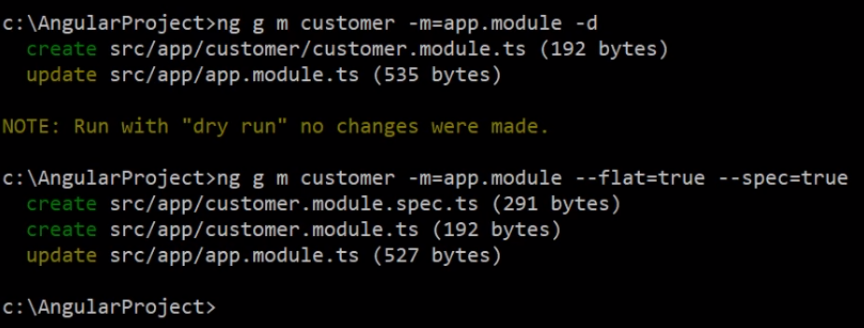 c:\AngularProject>ng g m customer -m=app.module -d
create src/app/customer/customer.module.ts (192 bytes)
update src/app/app.module.ts (535 bytes)
NOTE: Run with "dry run" no changes were made.
c:\AngularProject>ng g m customer -m=app.module --flat=true --spec=true
create src/app/customer.module.spec.ts (291 bytes)
create src/app/customer.module.ts (192 bytes)
update src/app/app.module.ts (527 bytes)
c:\AngularProject>